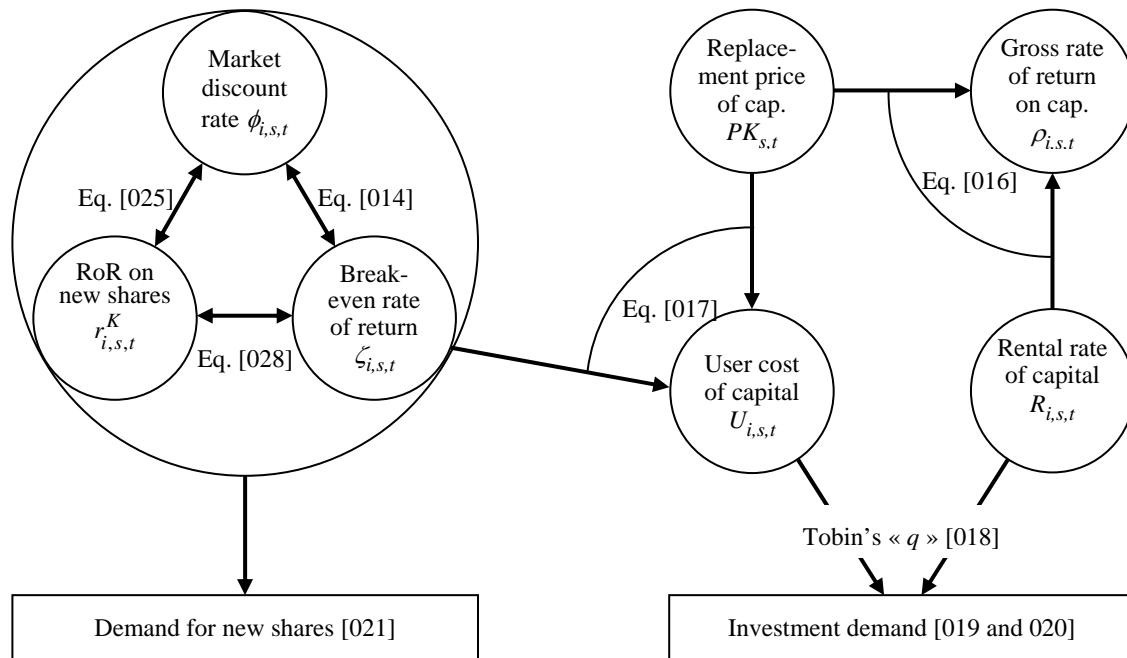 Market
discount
rate ϕi,s,t
Eq. [025]
Eq. [014]
RoR on
new shares
r^K i,s,t
Break-
even rate
of return
ζi,s,t
Eq. [028]
Replace-
ment price
of cap.
PKs,t
Gross rate
of return
on cap.
ρi.s.t
Eq. [016]
Eq. [017]
User cost
of capital
Ui,s,t
Rental rate
of capital
Ri,s,t
Tobin’s « q » [018]
Demand for new shares [021]
Investment demand [019 and 020]